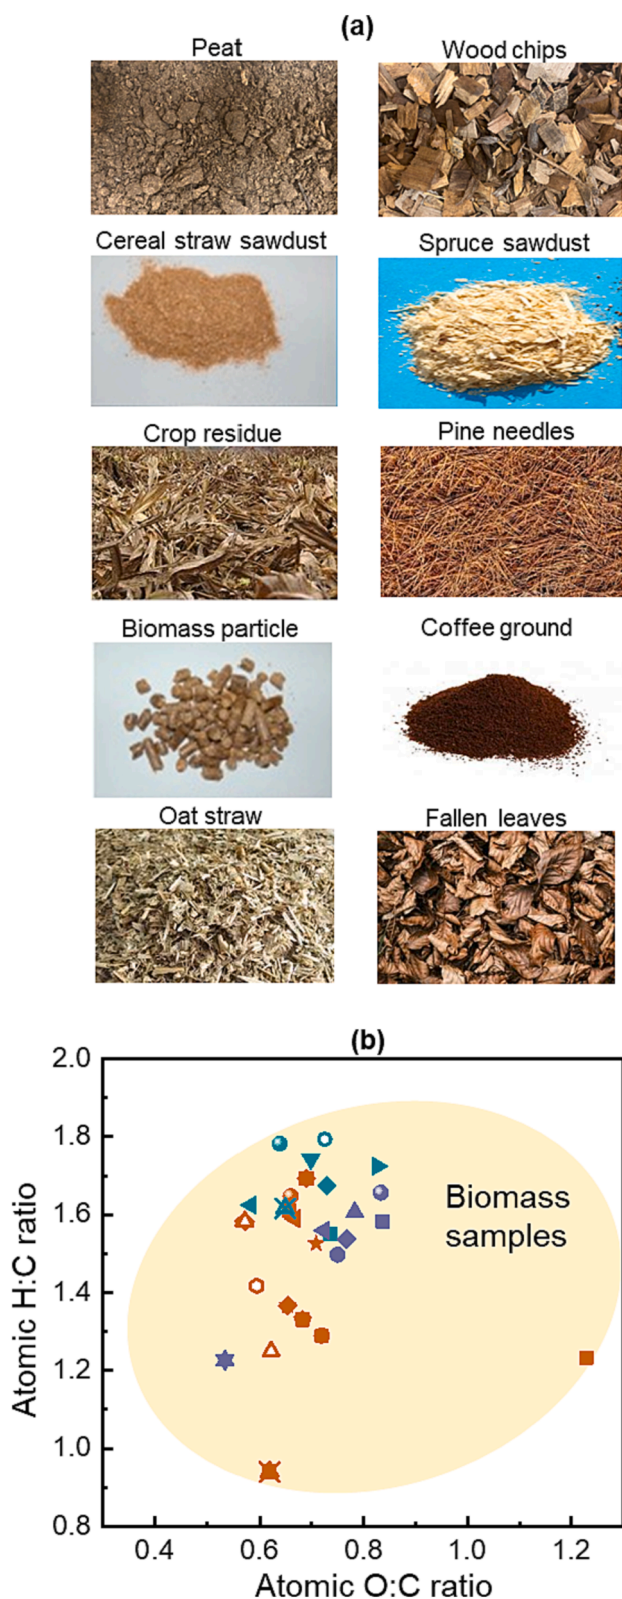 (a)
Peat
Wood chips
Cereal straw sawdust
Spruce sawdust
Crop residue
Pine needles
Biomass particle
Coffee ground
Oat straw
Fallen leaves
(b)
2.0
1.8
1.6
1.4
1.2
1.0
0.8
Atomic H:C ratio
Biomass
samples
0.4
0.6
0.8
1.0
1.2
Atomic O:C ratio